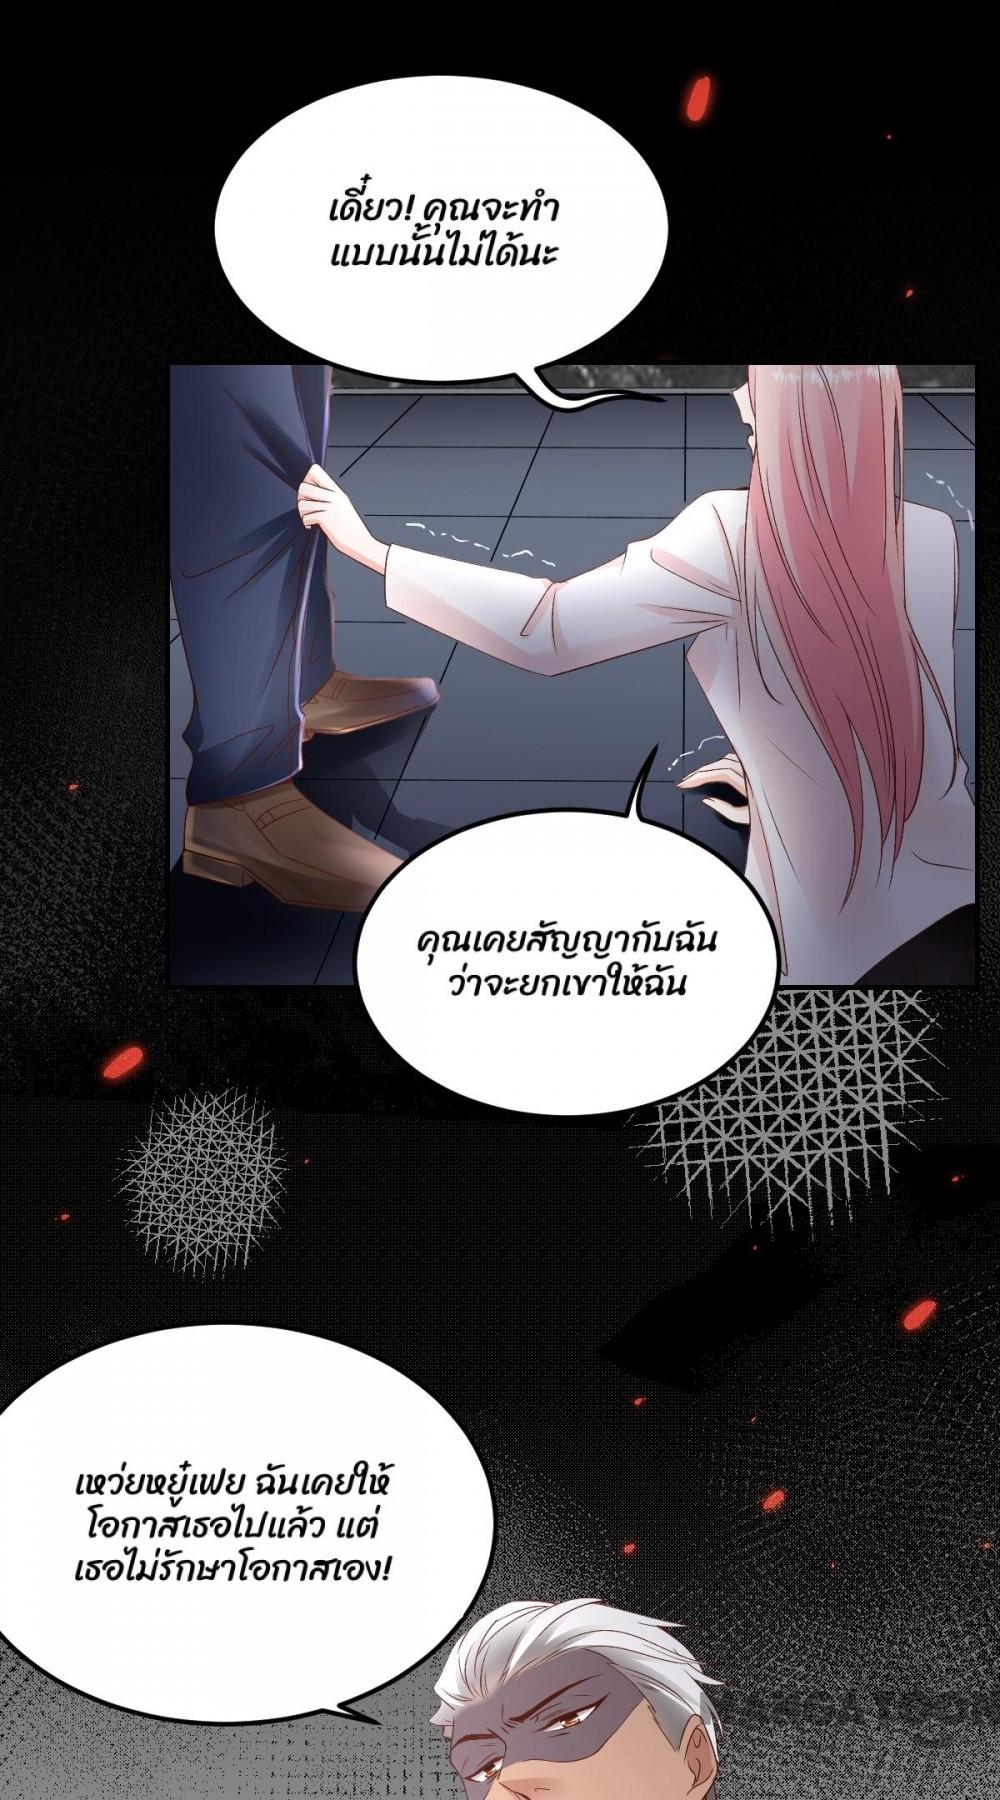 เดี๋ยว! คุณจะทำ
แบบนั้นไม่ได้นะ
คุณเคยสัญญากับฉัน
ว่าจะยกเขาให้ฉัน
เหว่ยหยู๋เฟย ฉันเคยให้
โอกาสเธอไปแล้ว แต่
เธอไม่รักษาโอกาสเอง!